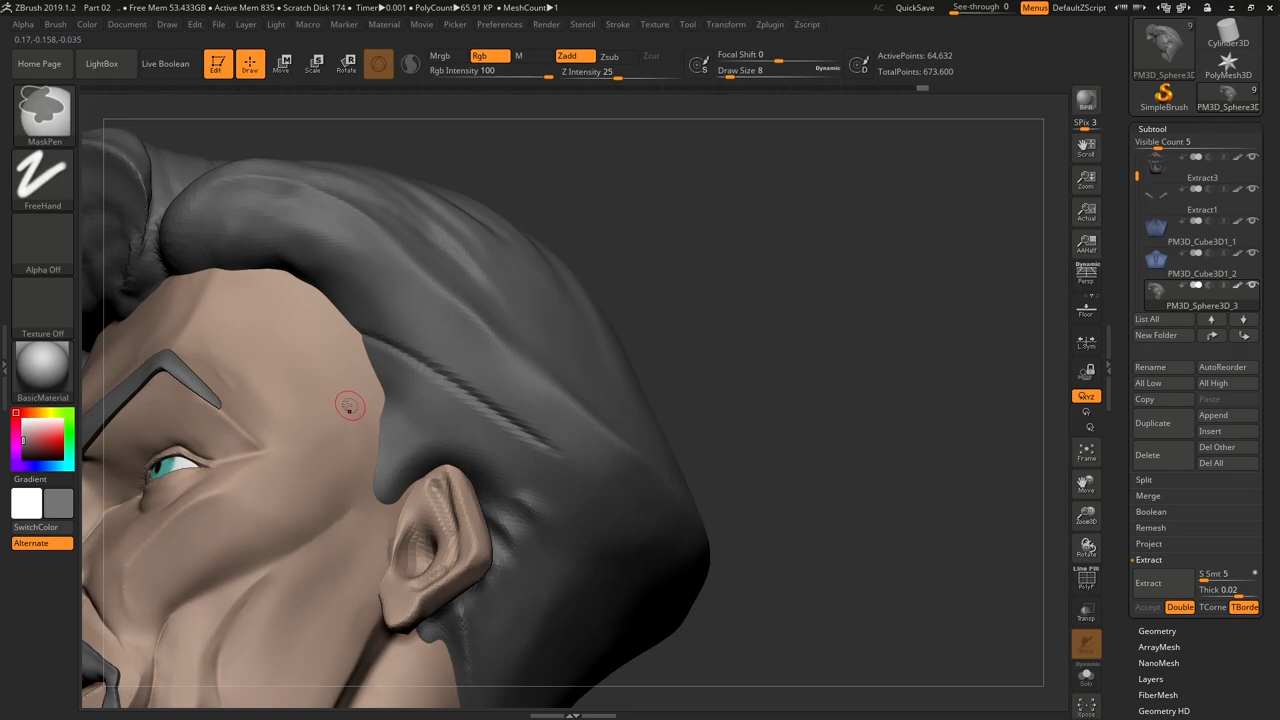 ZBrush 2019.1.2 Part 02 .. • Free Mem 53.433GB • Active Mem 835 • Scratch Disk 174 • Timer▶0.001 • PolyCount▶65.91 KP • MeshCount▶1 AC QuickSave See-through 0 Menus DefaultZScript
Alpha Brush Color Document Draw Edit File Layer Light Macro Marker Material Movie Picker Preferences Render Stencil Stroke Texture Tool Transform Zplugin Zscript
0.17,-0.158,-0.035
Home Page LightBox Live Boolean Edit Draw Move Scale Rotate
Mrgb Rgb M Zadd Zsub Zcut Focal Shift 0 ActivePoints: 64,632
Rgb Intensity 100 Z Intensity 25 Draw Size 8 Dynamic TotalPoints: 673,600
S D
MaskPen
FreeHand
Alpha Off
Texture Off
BasicMaterial
Gradient
SwitchColor
Alternate
BPR
SPix 3
Scroll
Zoom
Actual
AAHalf
Dynamic
Persp
Floor
L.Sym
XYZ
Frame
Move
Zoom3D
Rotate
Line Fill
PolyF
Transp
Ghost
Dynamic
Solo
Xpose
9
PM3D_Sphere3D
Cylinder3D
PolyMesh3D
SimpleBrush
9
PM3D_Sphere3D
Subtool
Visible Count 5
Extract3
Extract1
PM3D_Cube3D1_1
PM3D_Cube3D1_2
PM3D_Sphere3D_3
List All
New Folder
Rename AutoReorder
All Low All High
Copy Paste
Duplicate Append
Insert
Delete Del Other
Del All
Split
Merge
Boolean
Remesh
Project
Extract
Extract S Smt 5
Thick 0.02
Accept Double TCorne TBorde
Geometry
ArrayMesh
NanoMesh
Layers
FiberMesh
Geometry HD